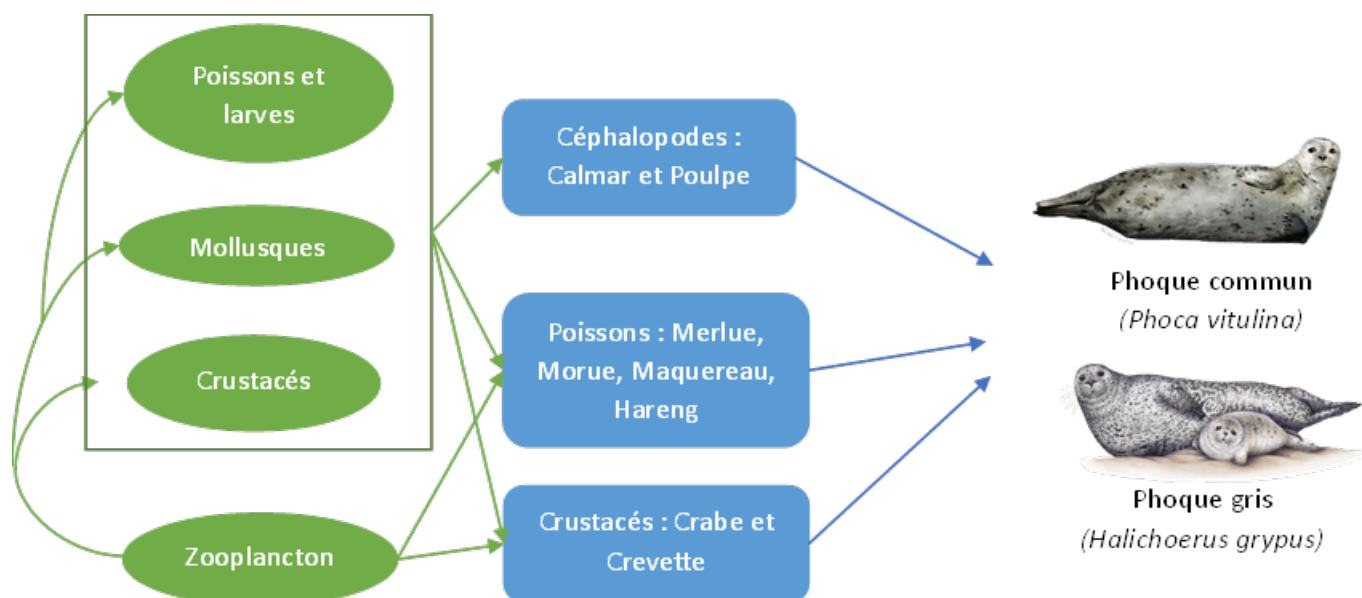 Poissons et
larves
Mollusques
Crustacés
Zooplancton
Céphalopodes :
Calmar et Poulpe
Poissons : Merlue,
Morue, Maquereau,
Hareng
Crustacés : Crabe et
Crevette
Phoque commun
(Phoca vitulina)
Phoque gris
(Halichoerus grypus)